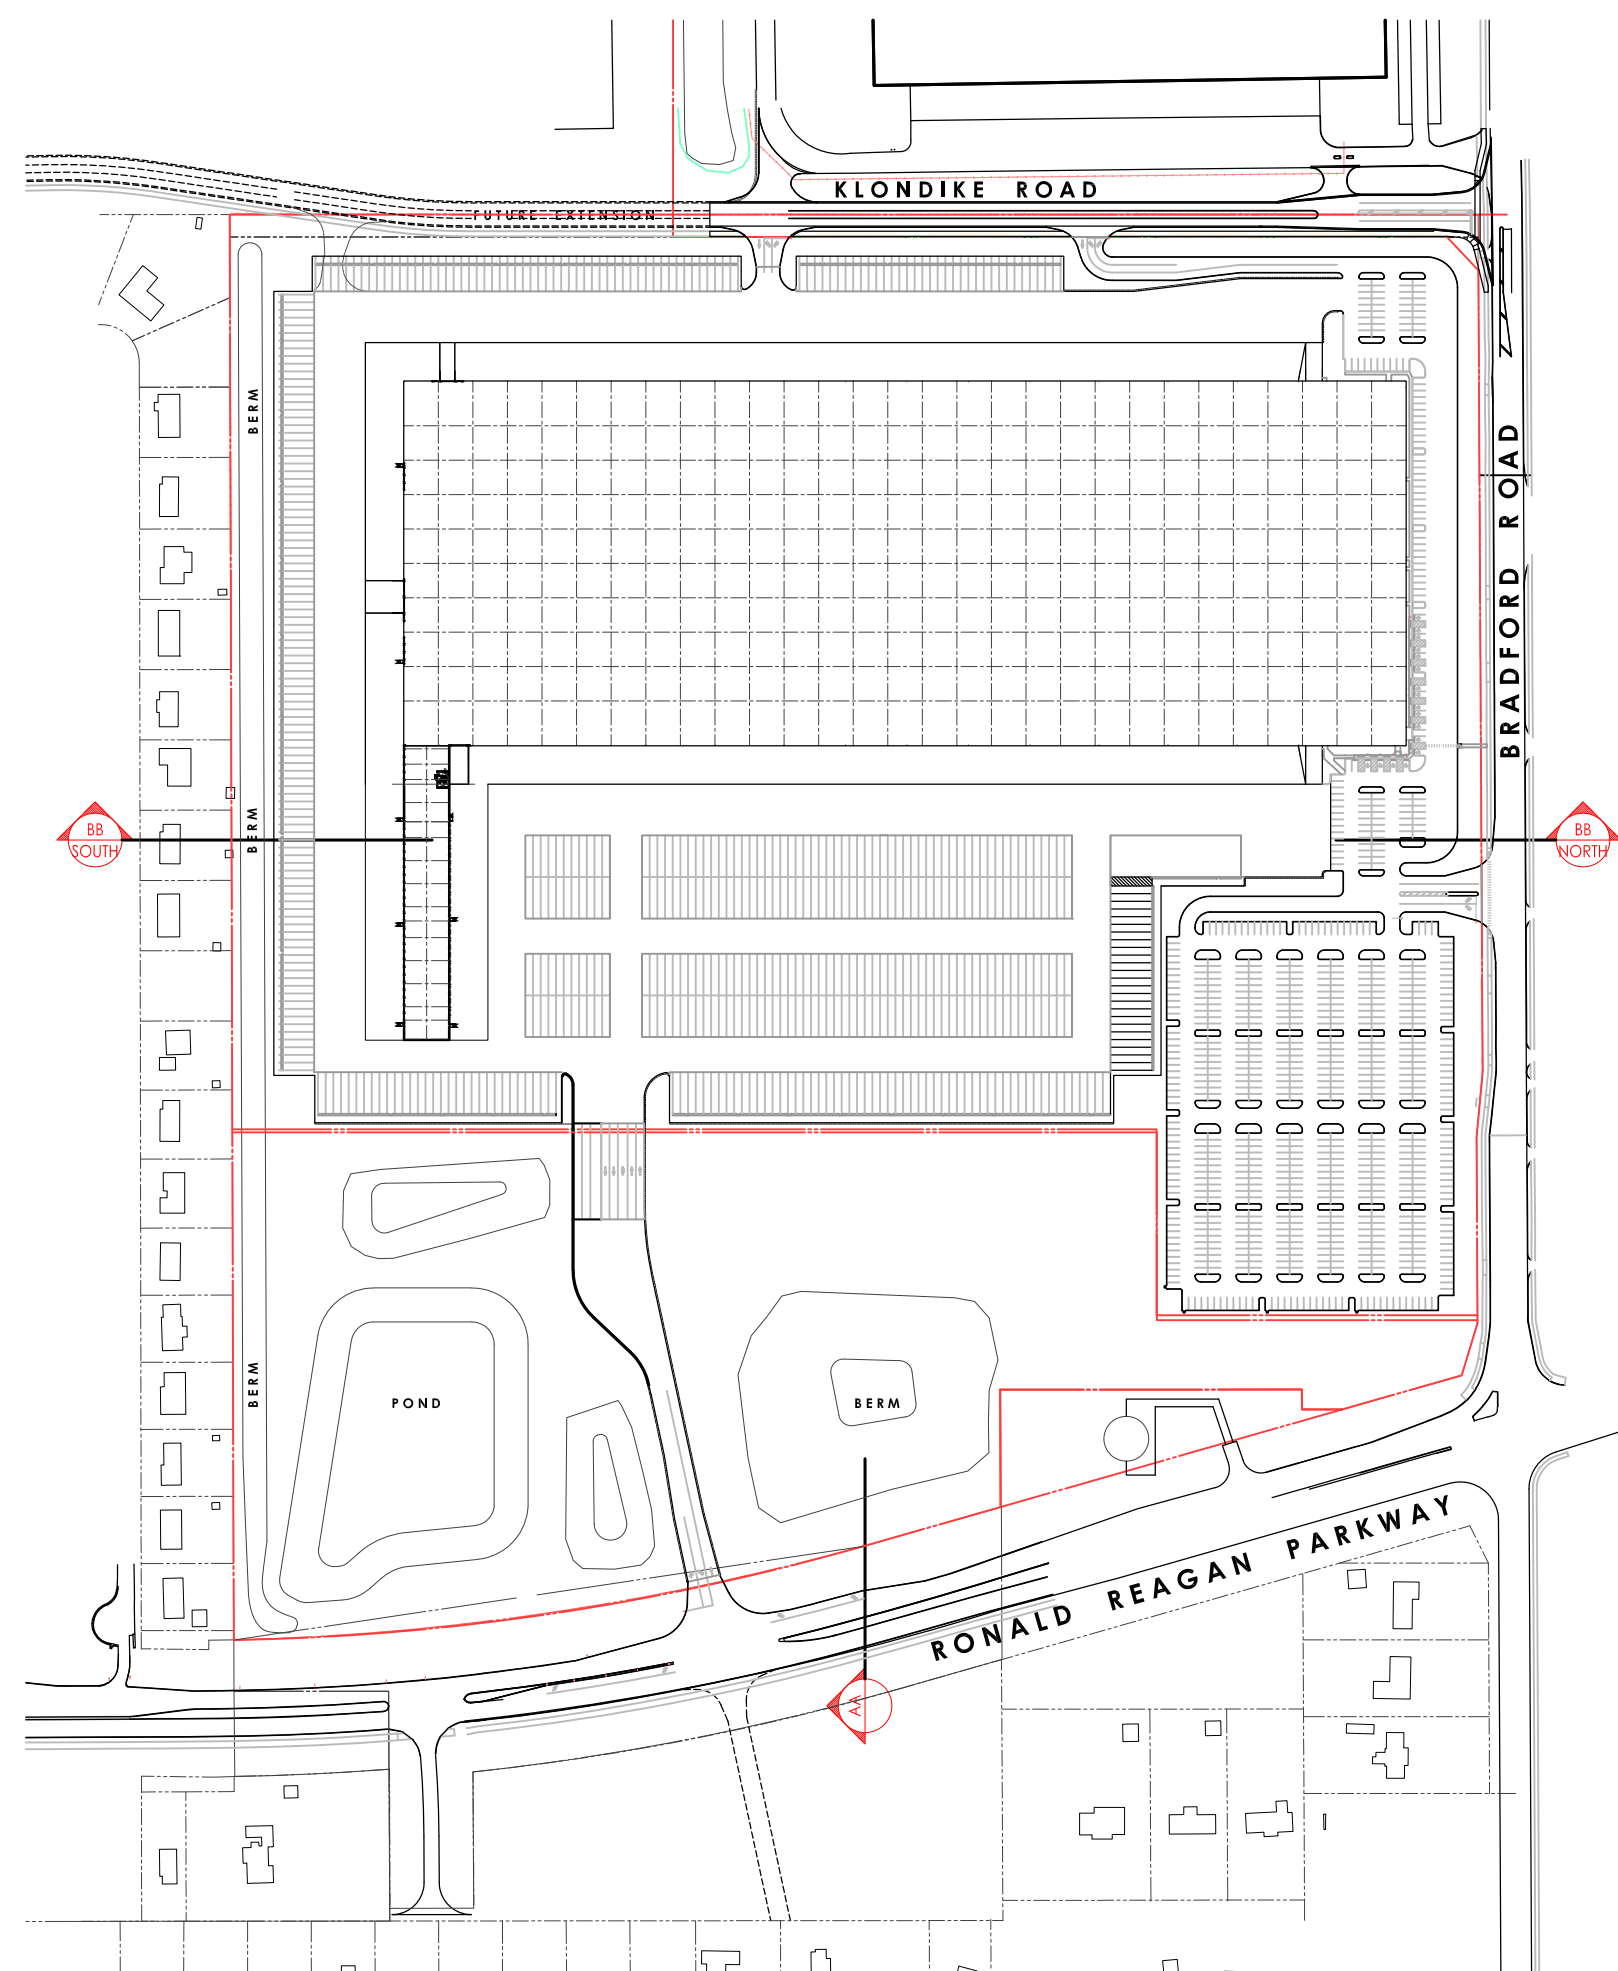 KLONDIKE ROAD
FUTURE EXTENSION
BERM
BRADFORD ROAD
BERM
BB
SOUTH
BB
NORTH
BERM
POND
BERM
RONALD REAGAN PARKWAY
AA